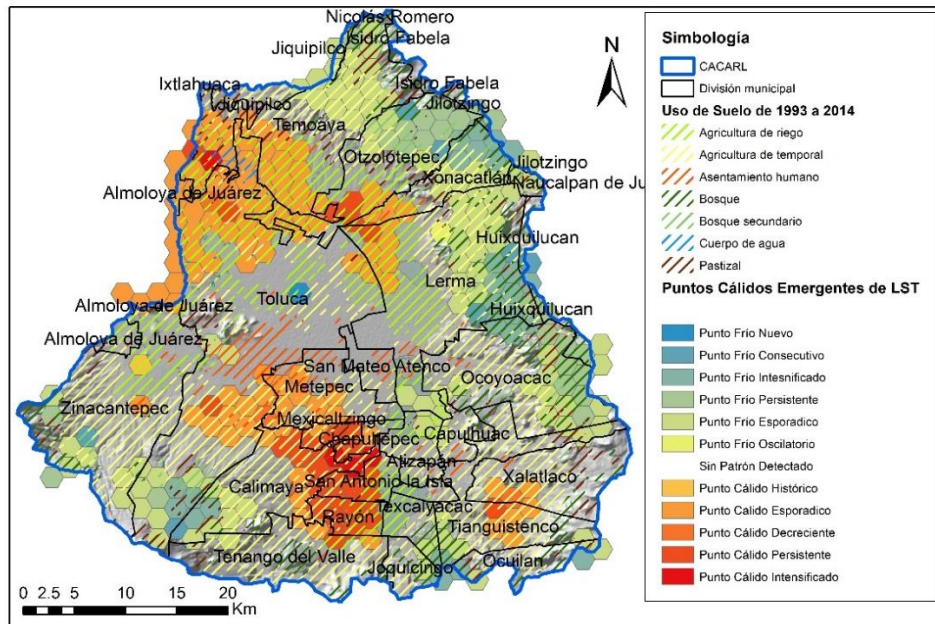 Nicolás Romero
Isidro Fabela
Jiquipilco
Ixtlahuaca
Isidro Fabela
Jiquipilco
Jilotzingo
Temoaya
Otzolotepec
Jilotzingo
Xonacatlán
Naucalpan de Ju
Almoloya de Juárez
Huixquilucan
Lerma
Toluca
Almoloya de Juárez
Huixquilucan
Almoloya de Juárez
San Mateo Atenco
Ocoyoacac
Metepec
Zinacantepec
Mexicaltzingo
Chapultepec
Capulhuac
Atizapán
Xalatlaco
Calimaya
San Antonio la Isla
Texcalyacac
Rayón
Tianguistenco
Tenango del Valle
Ocuilan
Joquicingo
0 2.5 5 10 15 20
Km
N
Simbología
CACARL
División municipal
Uso de Suelo de 1993 a 2014
Agricultura de riego
Agricultura de temporal
Asentamiento humano
Bosque
Bosque secundario
Cuerpo de agua
Pastizal
Puntos Cálidos Emergentes de LST
Punto Frío Nuevo
Punto Frío Consecutivo
Punto Frío Intesnificado
Punto Frío Persistente
Punto Frío Esporádico
Punto Frío Oscilatorio
Sin Patrón Detectado
Punto Cálido Histórico
Punto Calido Esporadico
Punto Cálido Decreciente
Punto Cálido Persistente
Punto Cálido Intensificado